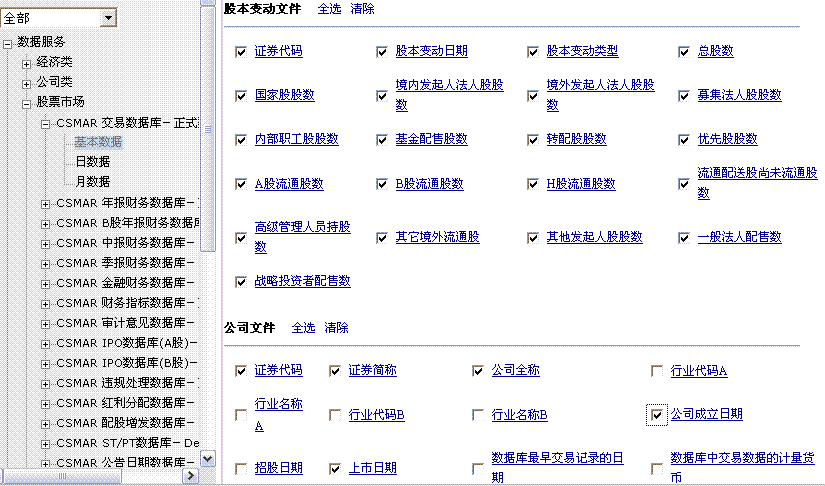 全部
数据服务
经济类
公司类
股票市场
CSMAR 交易数据库－正式
基本数据
日数据
月数据
CSMAR 年报财务数据库－
CSMAR B股年报财务数据库
CSMAR 中报财务数据库－
CSMAR 季报财务数据库－
CSMAR 金融财务数据库－
CSMAR 财务指标数据库－
CSMAR 审计意见数据库－
CSMAR IPO数据库(A股)－
CSMAR IPO数据库(B股)－
CSMAR 违规处理数据库－
CSMAR 红利分配数据库－
CSMAR 配股增发数据库－
CSMAR ST/PT数据库－ De
CSMAR 公告日期数据库－
股本变动文件 全选 清除
证券代码 股本变动日期 股本变动类型 总股数
国家股股数 境内发起人法人股股
数 境外发起人法人股股
数 募集法人股股数
内部职工股股数 基金配售股数 转配股股数 优先股股数
A股流通股数 B股流通股数 H股流通股数 流通配送股尚未流通股
数
高级管理人员持股
数 其它境外流通股 其他发起人股股数 一般法人配售数
战略投资者配售数
公司文件 全选 清除
证券代码 证券简称 公司全称 行业代码A
行业名称
A 行业代码B 行业名称B 公司成立日期
招股日期 上市日期 数据库最早交易记录的日
期 数据库中交易数据的计量货
币